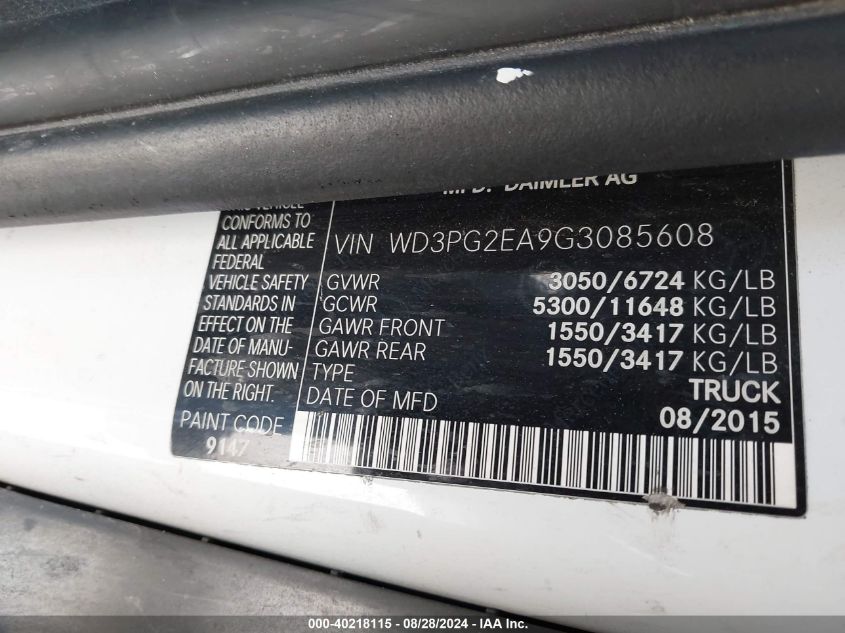 MFD. DAIMLER AG
THIS VEHICLE
CONFORMS TO
ALL APPLICABLE
FEDERAL
VEHICLE SAFETY
STANDARDS IN
EFFECT ON THE
DATE OF MANU-
FACTURE SHOWN
ON THE RIGHT.
PAINT CODE
9147
VIN WD3PG2EA9G3085608
GVWR 3050/6724 KG/LB
GCWR 5300/11648 KG/LB
GAWR FRONT 1550/3417 KG/LB
GAWR REAR 1550/3417 KG/LB
TYPE TRUCK
DATE OF MFD 08/2015
000-40218115 - 08/28/2024 - IAA Inc.